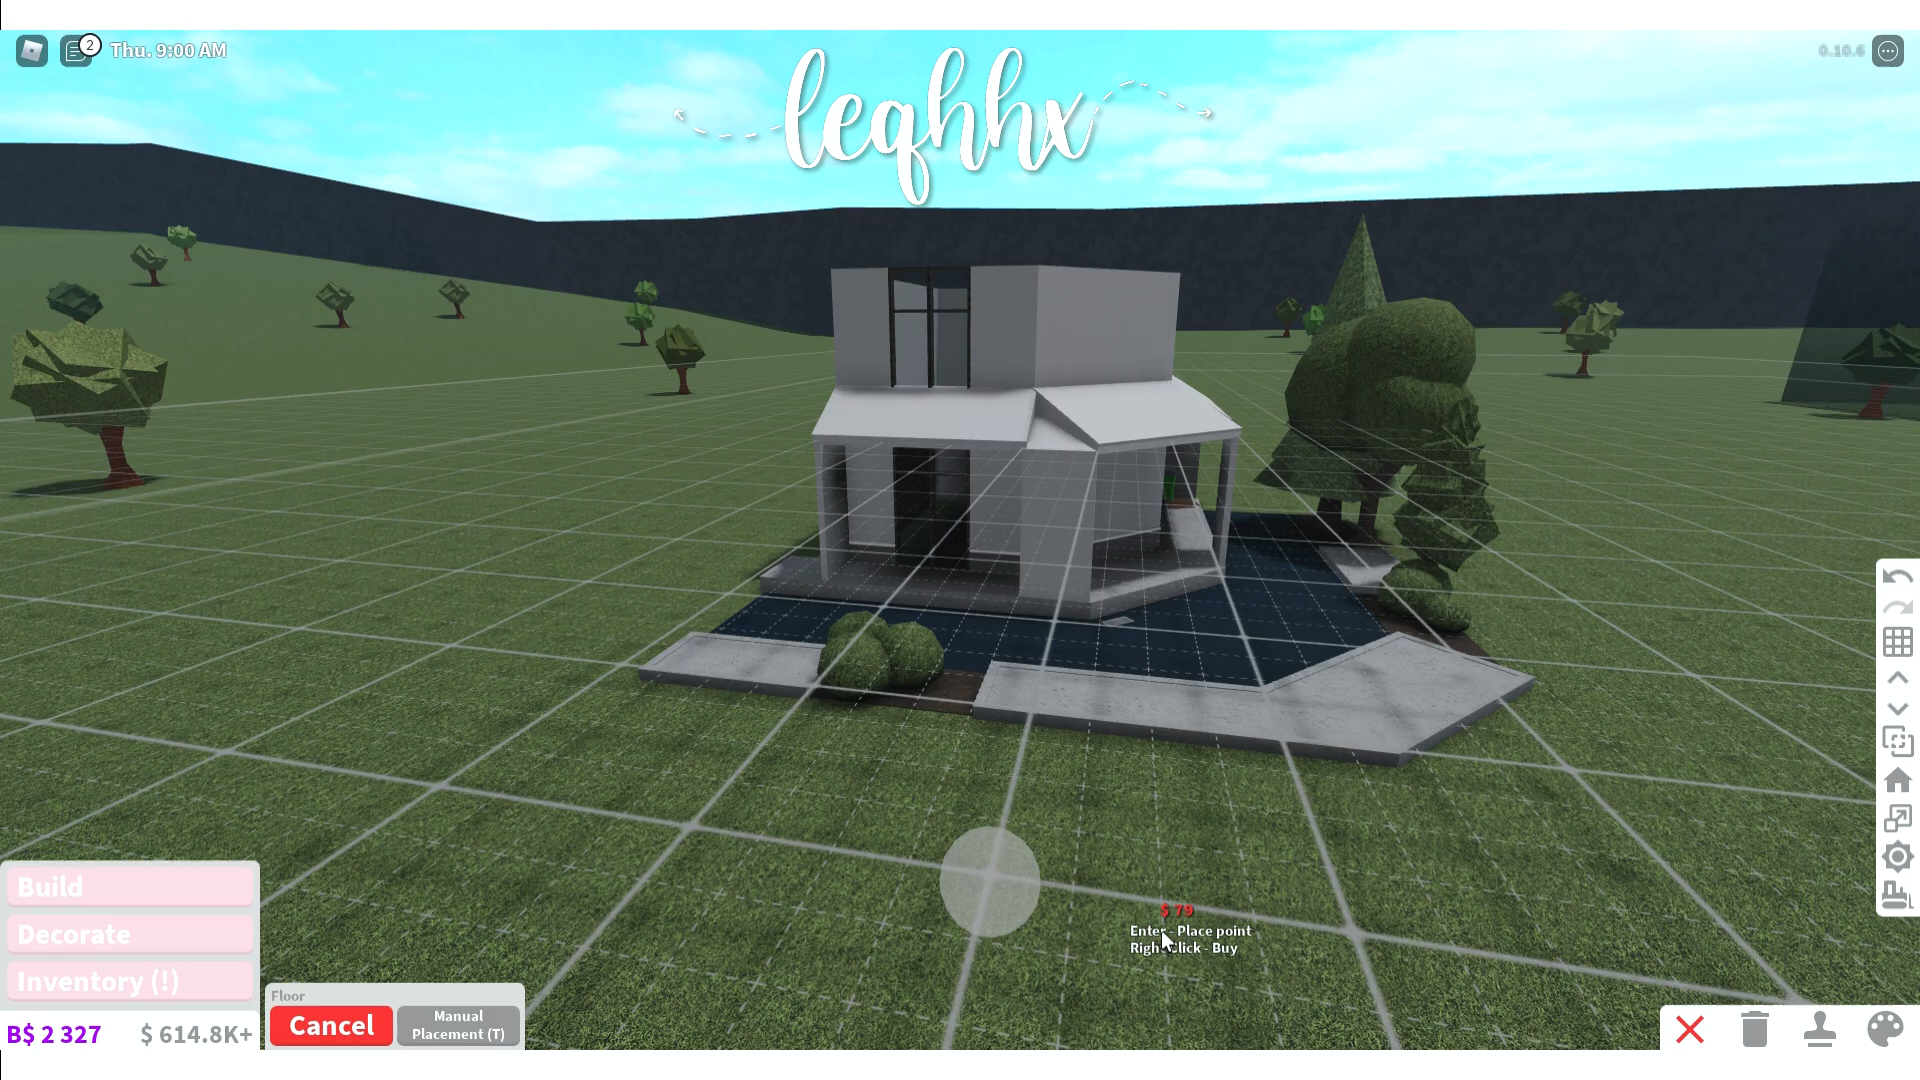 2
Thu. 9:00 AM
0.10.6
leqhhx
$ 79
Enter - Place point
Build
Decorate
Inventory (!)
B$ 2 327
$ 614.8K+
Floor
Cancel
Manual
Placement (T)
Right Click - Buy